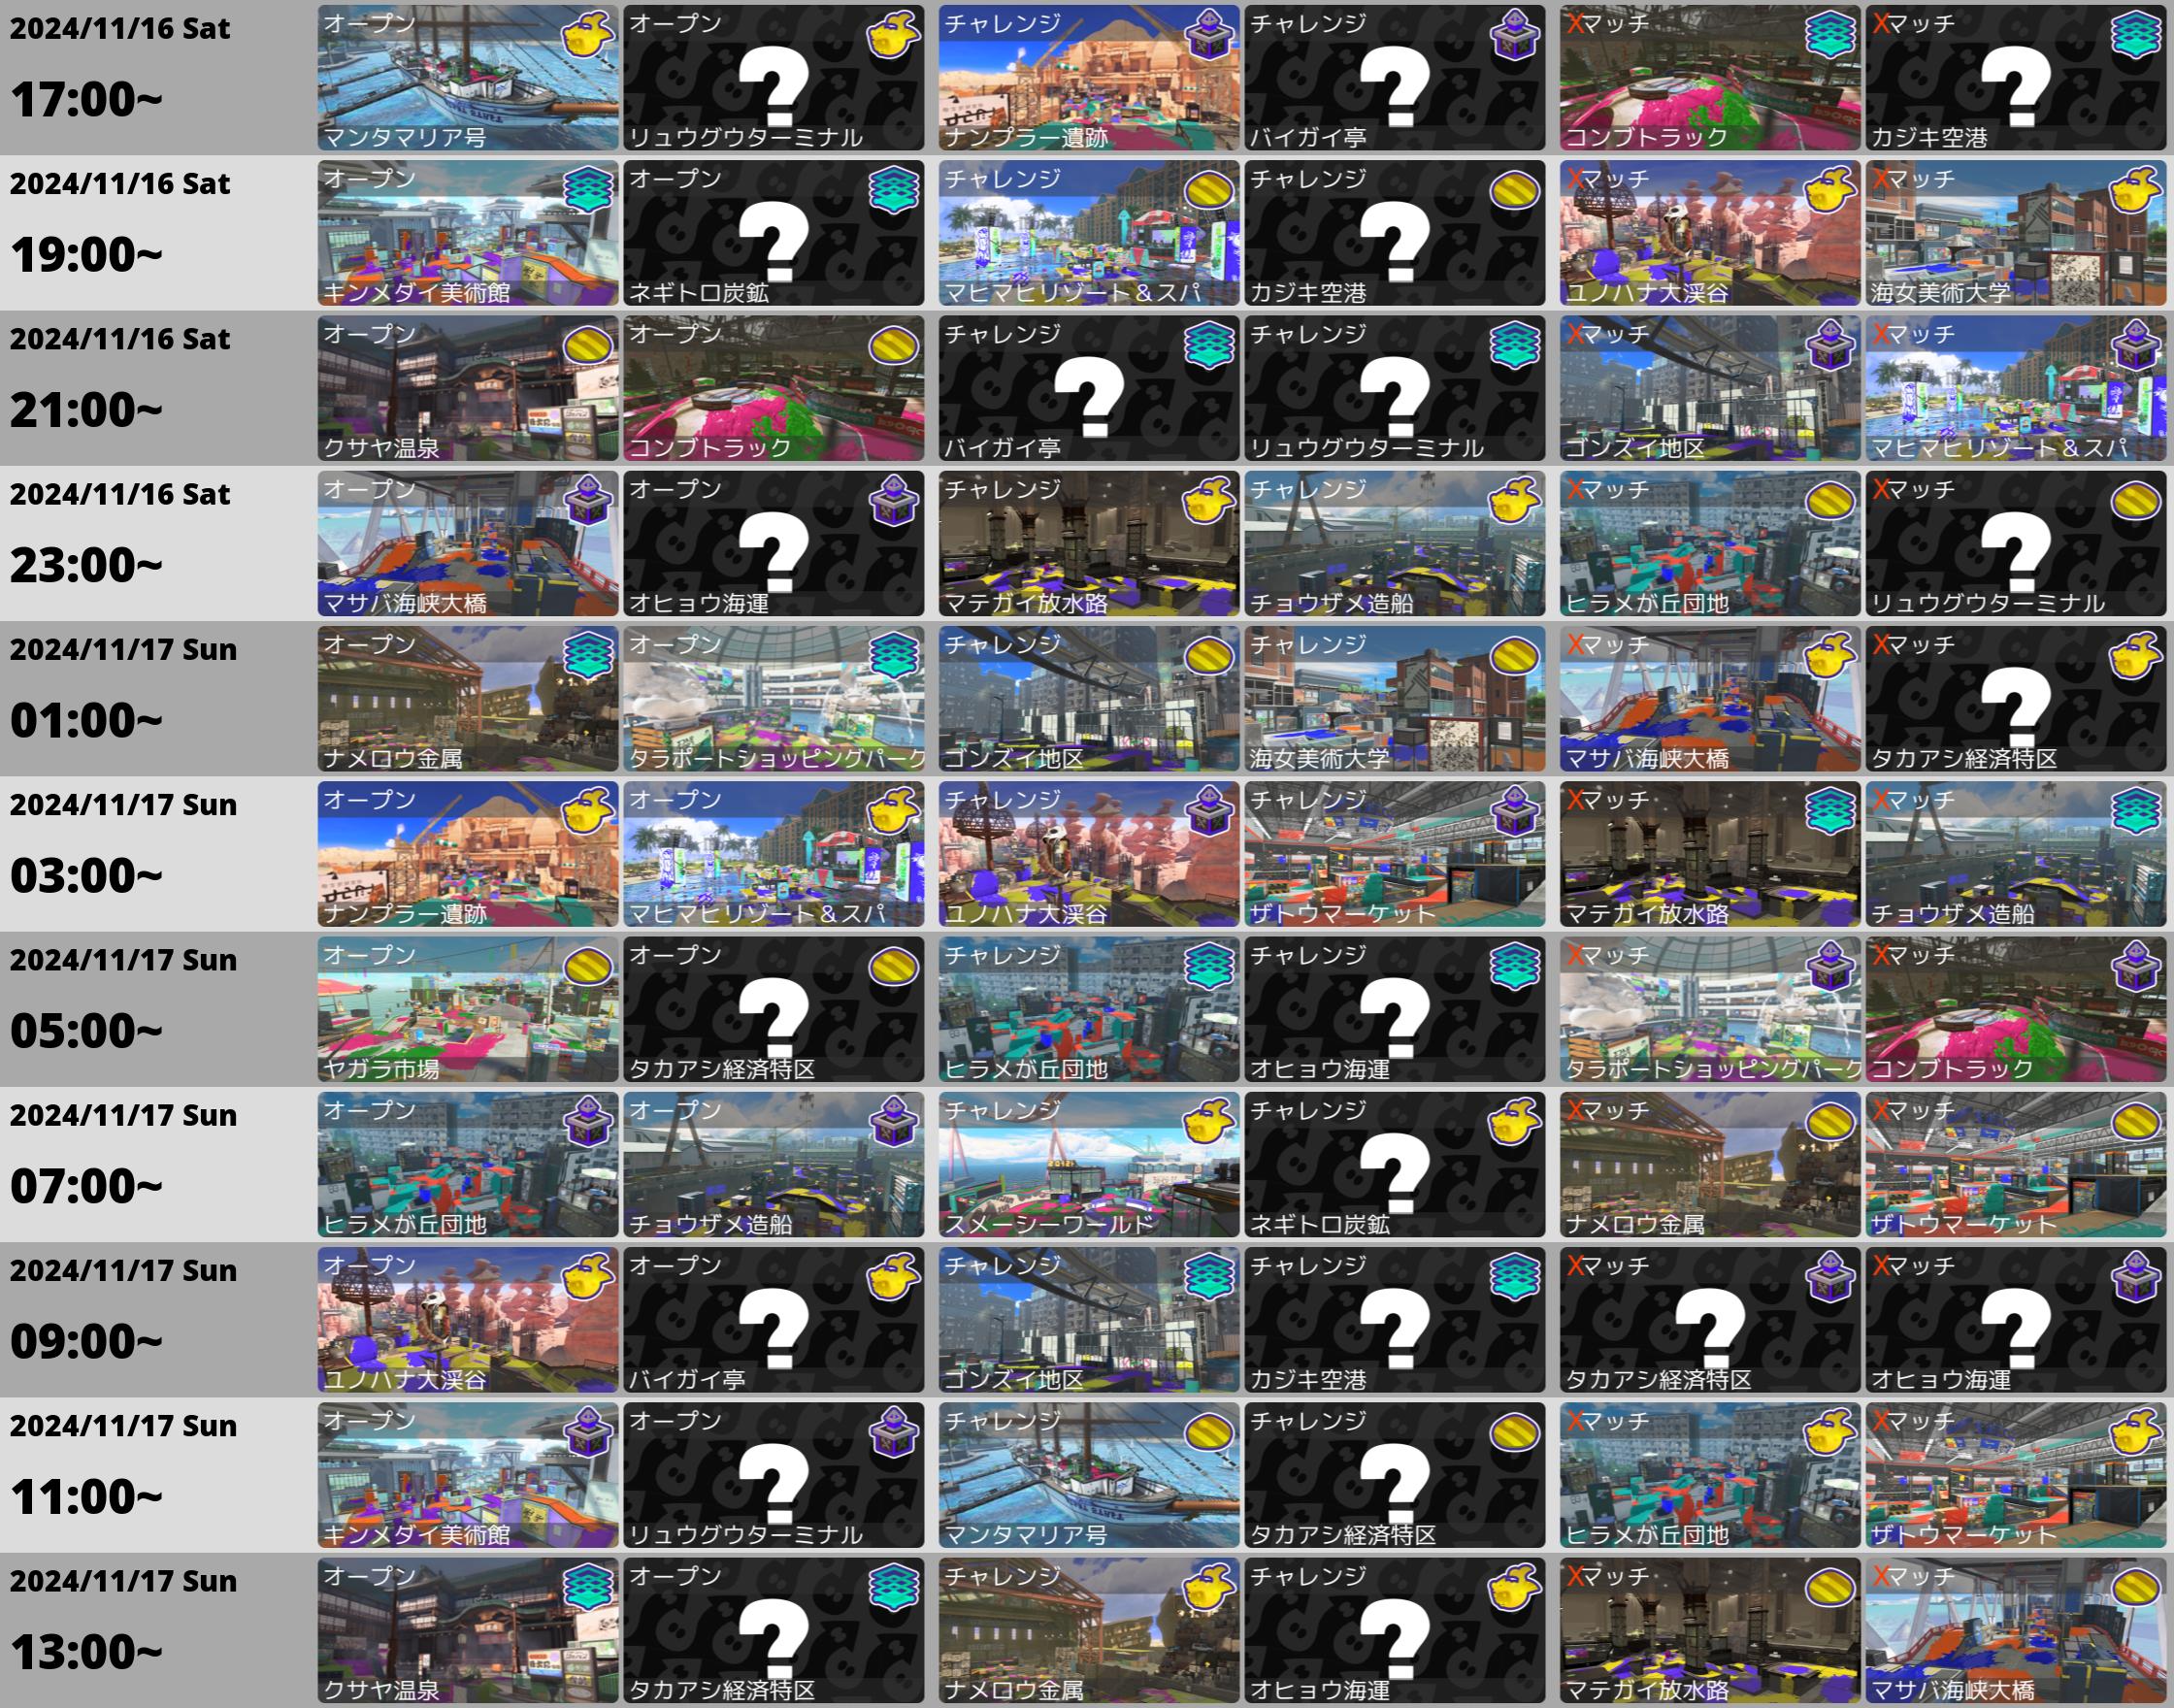 2024/11/16 Sat
17:00~
オープン
マンタマリア号
オープン
リュウグウターミナル
チャレンジ
ナンプラー遺跡
チャレンジ
バイガイ亭
Xマッチ
コンブトラック
Xマッチ
カジキ空港
2024/11/16 Sat
19:00~
オープン
キンメダイ美術館
オープン
ネギトロ炭鉱
チャレンジ
マヒマヒリゾート&スパ
チャレンジ
カジキ空港
Xマッチ
ユノハナ大渓谷
Xマッチ
海女美術大学
2024/11/16 Sat
21:00~
オープン
クサヤ温泉
オープン
コンブトラック
チャレンジ
バイガイ亭
チャレンジ
リュウグウターミナル
Xマッチ
ゴンズイ地区
Xマッチ
マヒマヒリゾート&スパ
2024/11/16 Sat
23:00~
オープン
マサバ海峡大橋
オープン
オヒョウ海運
チャレンジ
マテガイ放水路
チャレンジ
チョウザメ造船
Xマッチ
ヒラメが丘団地
Xマッチ
リュウグウターミナル
2024/11/17 Sun
01:00~
オープン
ナメロウ金属
オープン
タラポートショッピングパーク
チャレンジ
ゴンズイ地区
チャレンジ
海女美術大学
Xマッチ
マサバ海峡大橋
Xマッチ
タカアシ経済特区
2024/11/17 Sun
03:00~
オープン
ナンプラー遺跡
オープン
マヒマヒリゾート&スパ
チャレンジ
ユノハナ大渓谷
チャレンジ
ザトウマーケット
Xマッチ
マテガイ放水路
Xマッチ
チョウザメ造船
2024/11/17 Sun
05:00~
オープン
ヤガラ市場
オープン
タカアシ経済特区
チャレンジ
ヒラメが丘団地
チャレンジ
オヒョウ海運
Xマッチ
タラポートショッピングパーク
Xマッチ
コンブトラック
2024/11/17 Sun
07:00~
オープン
ヒラメが丘団地
オープン
チョウザメ造船
チャレンジ
スメーシーワールド
チャレンジ
ネギトロ炭鉱
Xマッチ
ナメロウ金属
Xマッチ
ザトウマーケット
2024/11/17 Sun
09:00~
オープン
ユノハナ大渓谷
オープン
バイガイ亭
チャレンジ
ゴンズイ地区
チャレンジ
カジキ空港
Xマッチ
タカアシ経済特区
Xマッチ
オヒョウ海運
2024/11/17 Sun
11:00~
オープン
キンメダイ美術館
オープン
リュウグウターミナル
チャレンジ
マンタマリア号
チャレンジ
タカアシ経済特区
Xマッチ
ヒラメが丘団地
Xマッチ
ザトウマーケット
2024/11/17 Sun
13:00~
オープン
クサヤ温泉
オープン
タカアシ経済特区
チャレンジ
ナメロウ金属
チャレンジ
オヒョウ海運
Xマッチ
マテガイ放水路
Xマッチ
マサバ海峡大橋